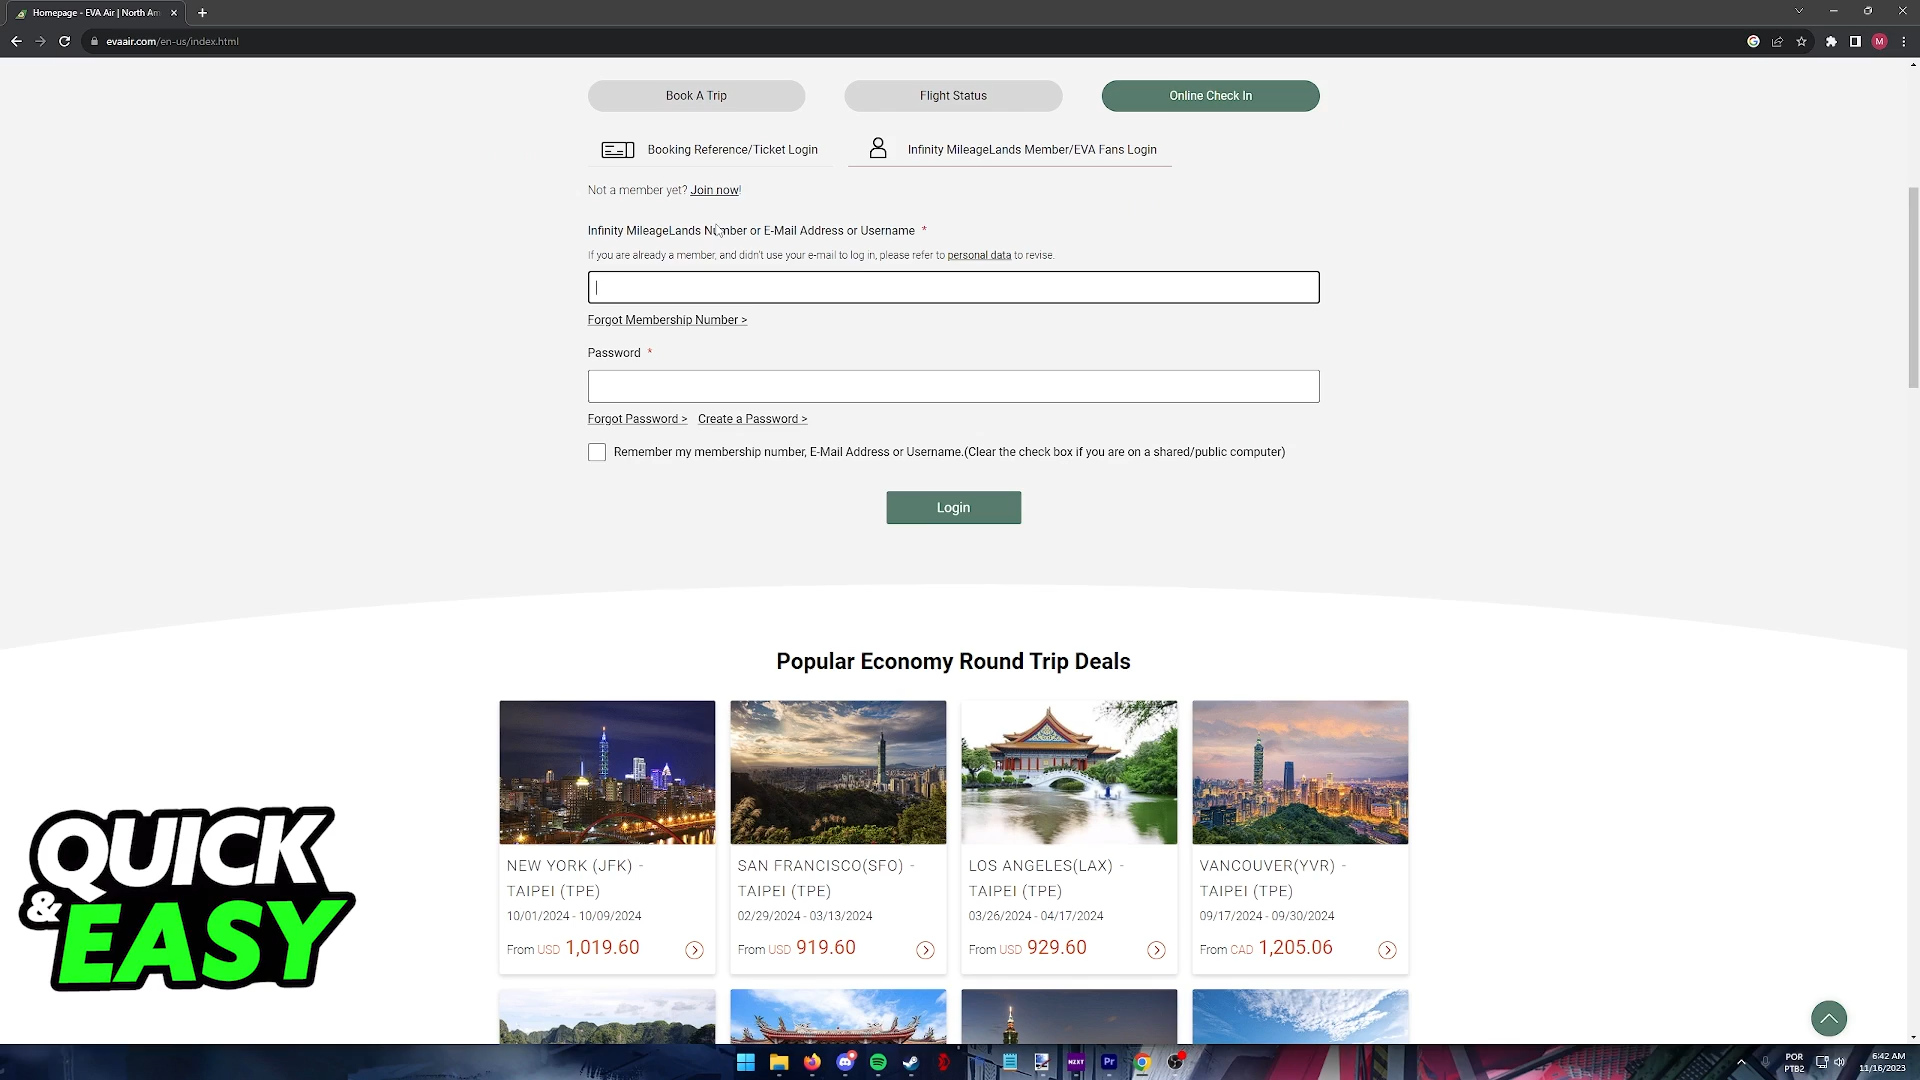 Homepage - EVA Air | North Am
evaair.com/en-us/index.html
M
Book A Trip
Flight Status
Online Check In
Booking Reference/Ticket Login
Infinity MileageLands Member/EVA Fans Login
Not a member yet? Join now!
Infinity MileageLands Number or E-Mail Address or Username *
If you are already a member, and didn't use your e-mail to log in, please refer to personal data to revise.
Forgot Membership Number >
Password *
Forgot Password > Create a Password >
Remember my membership number, E-Mail Address or Username.(Clear the check box if you are on a shared/public computer)
Login
Popular Economy Round Trip Deals
NEW YORK (JFK) -
TAIPEI (TPE)
10/01/2024 - 10/09/2024
From USD 1,019.60
SAN FRANCISCO(SFO) -
TAIPEI (TPE)
02/29/2024 - 03/13/2024
From USD 919.60
LOS ANGELES(LAX) -
TAIPEI (TPE)
03/26/2024 - 04/17/2024
From USD 929.60
VANCOUVER(YVR) -
TAIPEI (TPE)
09/17/2024 - 09/30/2024
From CAD 1,205.06
QUICK
& EASY
NZXT
Pr
POR
PTB2
6:42 AM
11/16/2023